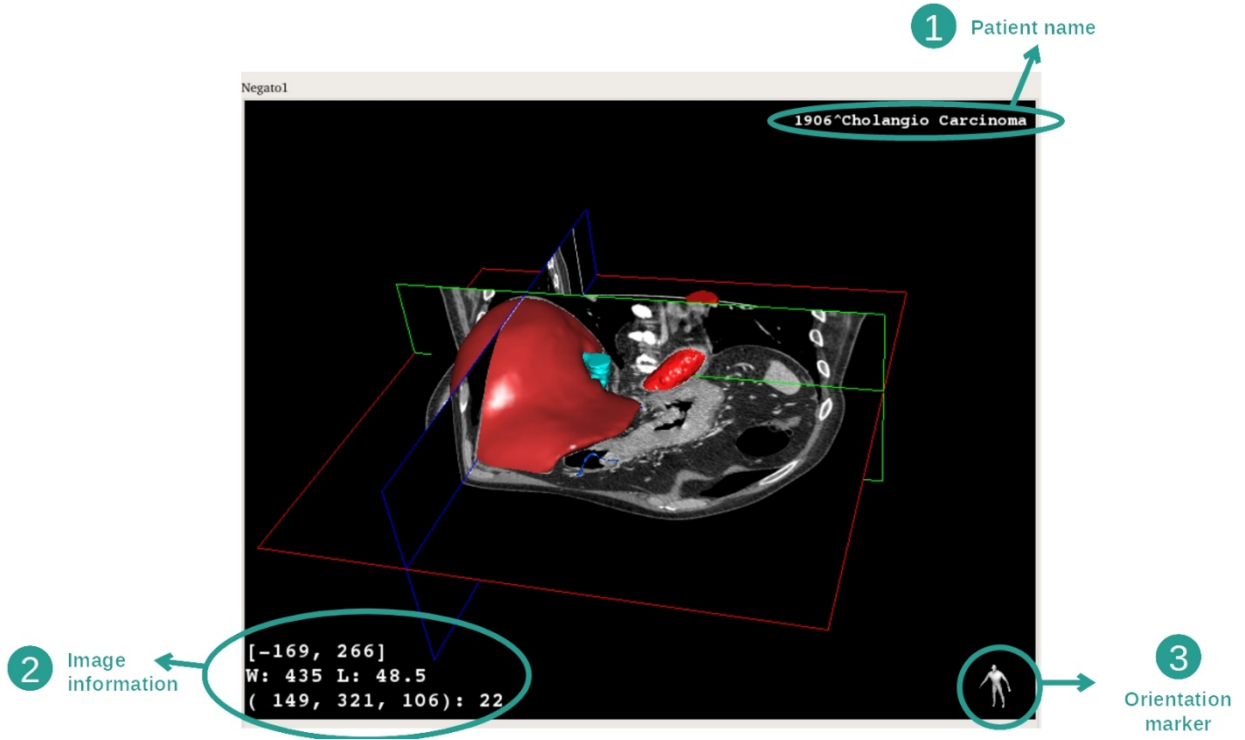 1
Patient name
Negato1
1906^Cholangio Carcinoma
[-169, 266]
W: 435 L: 48.5
( 149, 321, 106): 22
2
Image
information
3
Orientation
marker